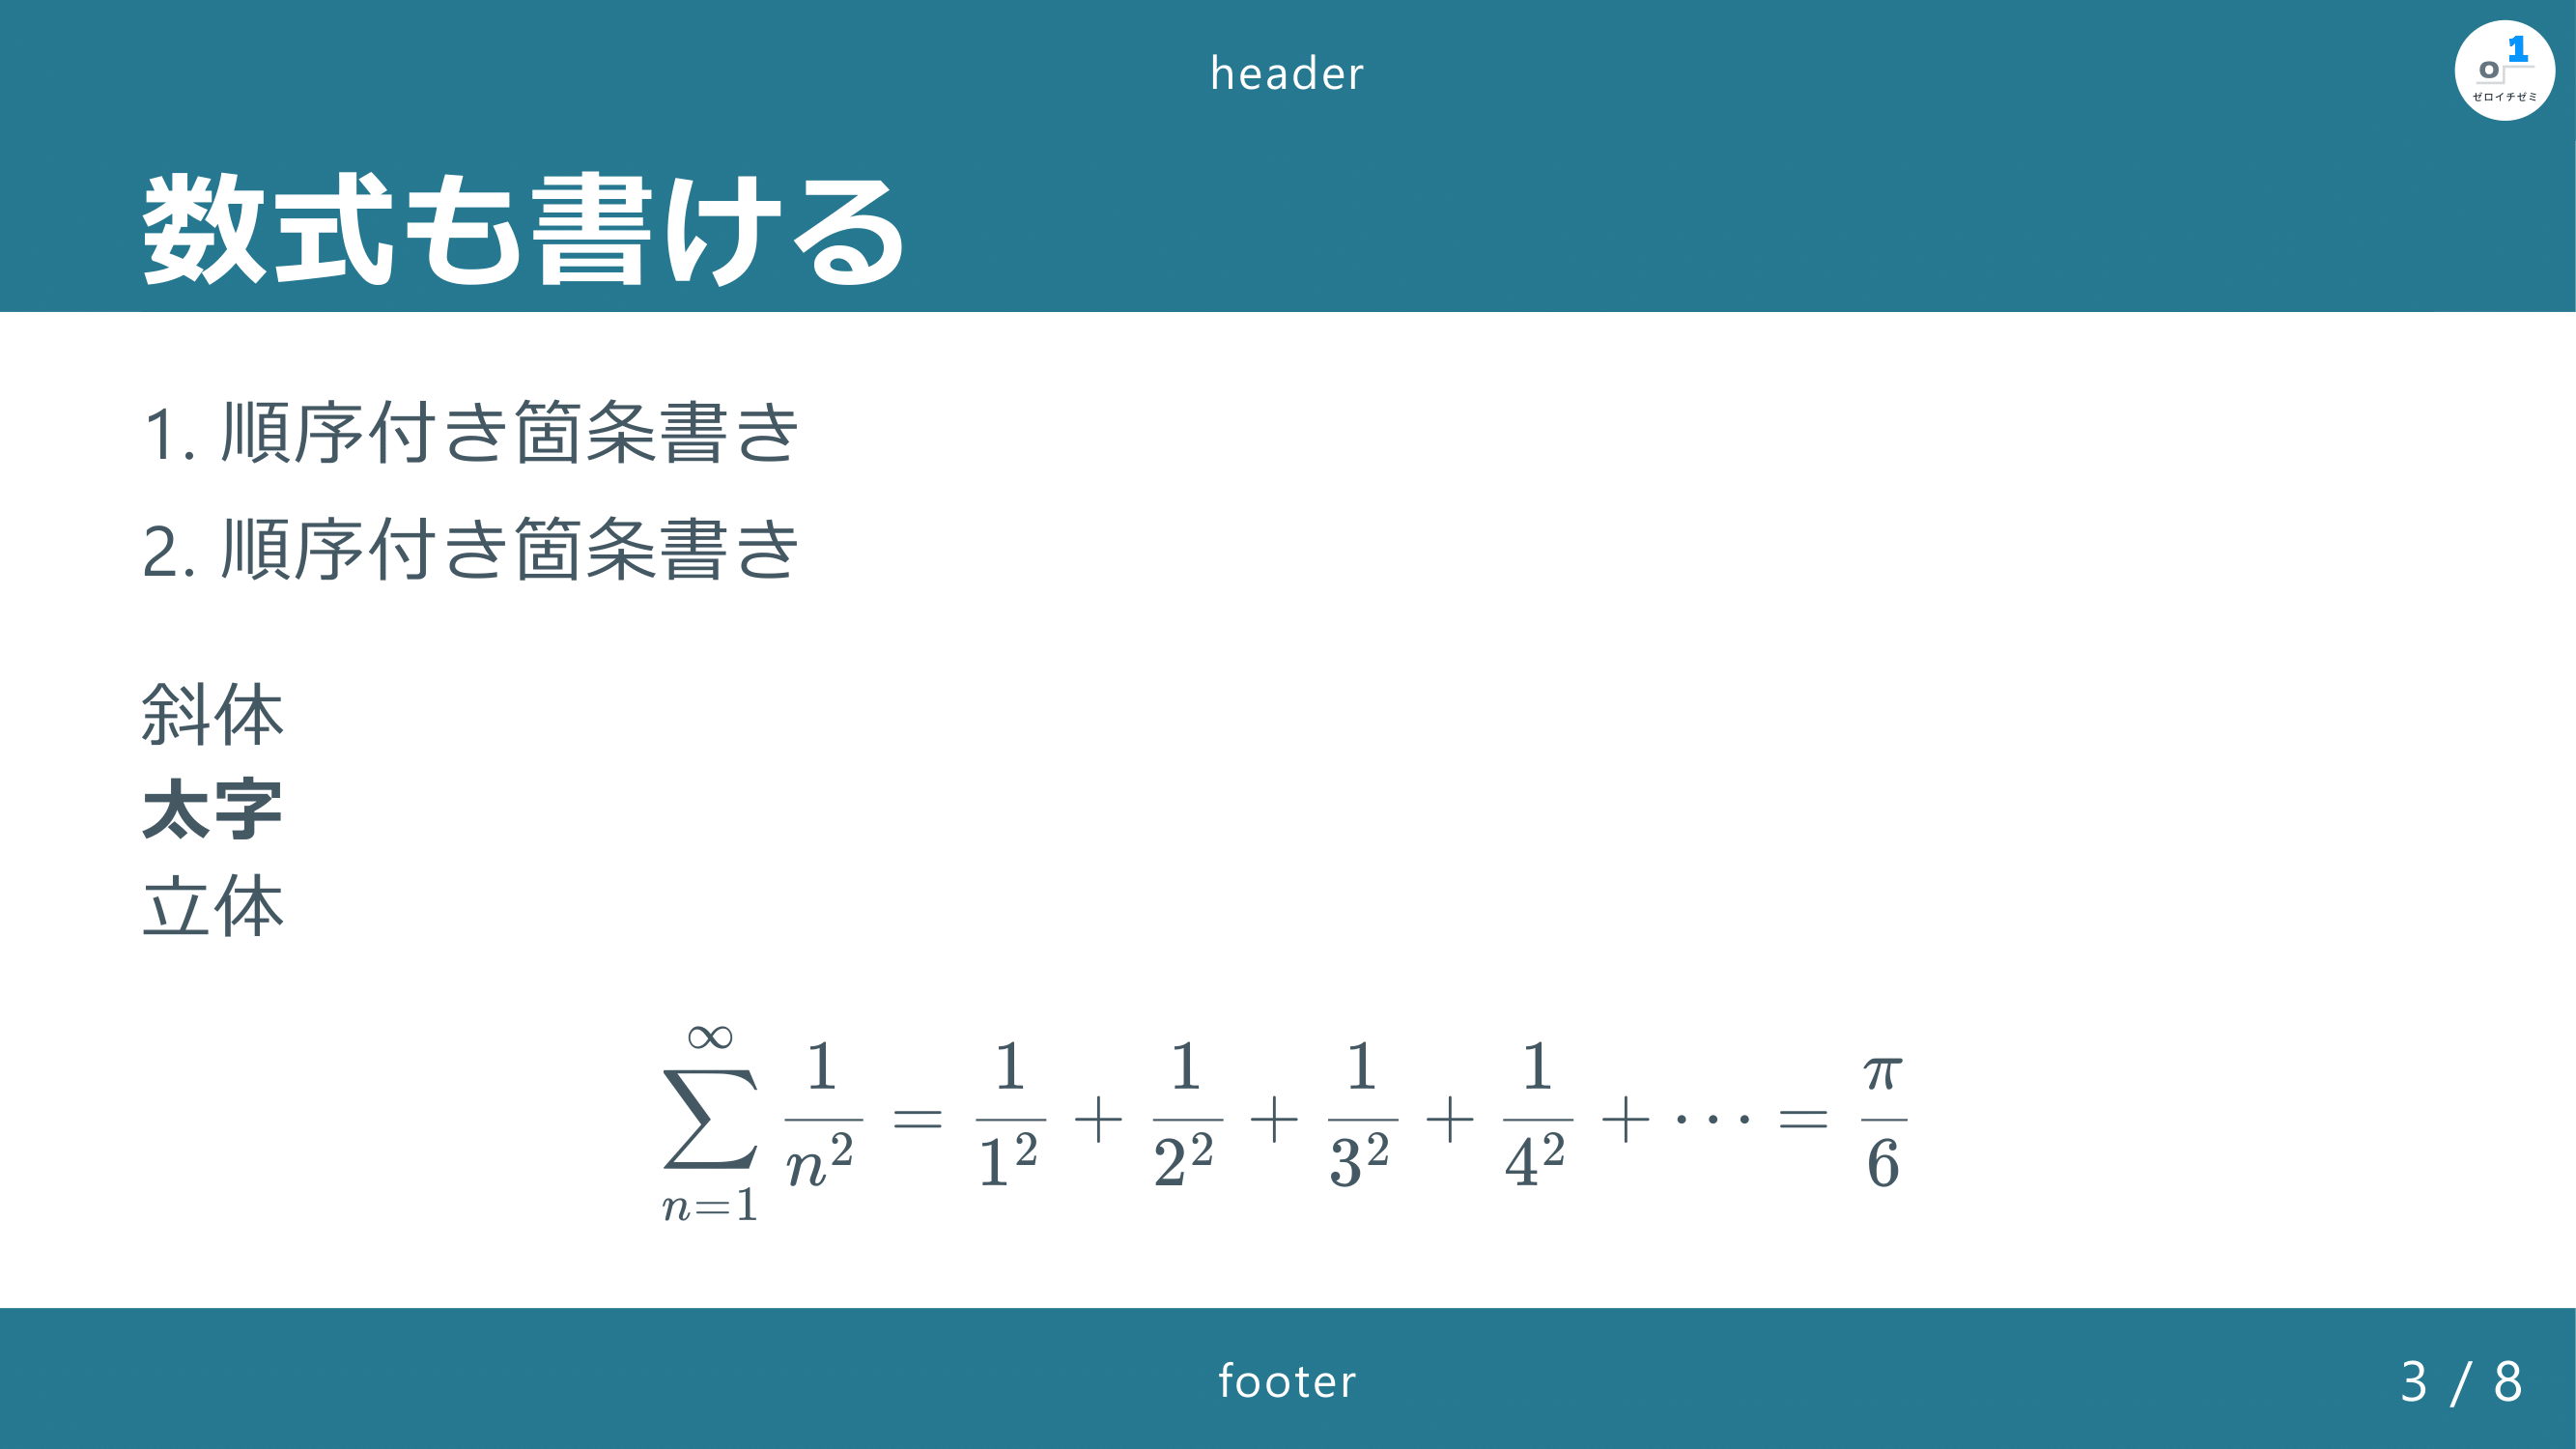 header
1
0
ゼロイチゼミ
数式も書ける
1. 順序付き箇条書き
2. 順序付き箇条書き
斜体
太字
立体
\sum_{n=1}^{\infty} \frac{1}{n^2} = \frac{1}{1^2} + \frac{1}{2^2} + \frac{1}{3^2} + \frac{1}{4^2} + \cdots = \frac{\pi}{6}
footer
3 / 8